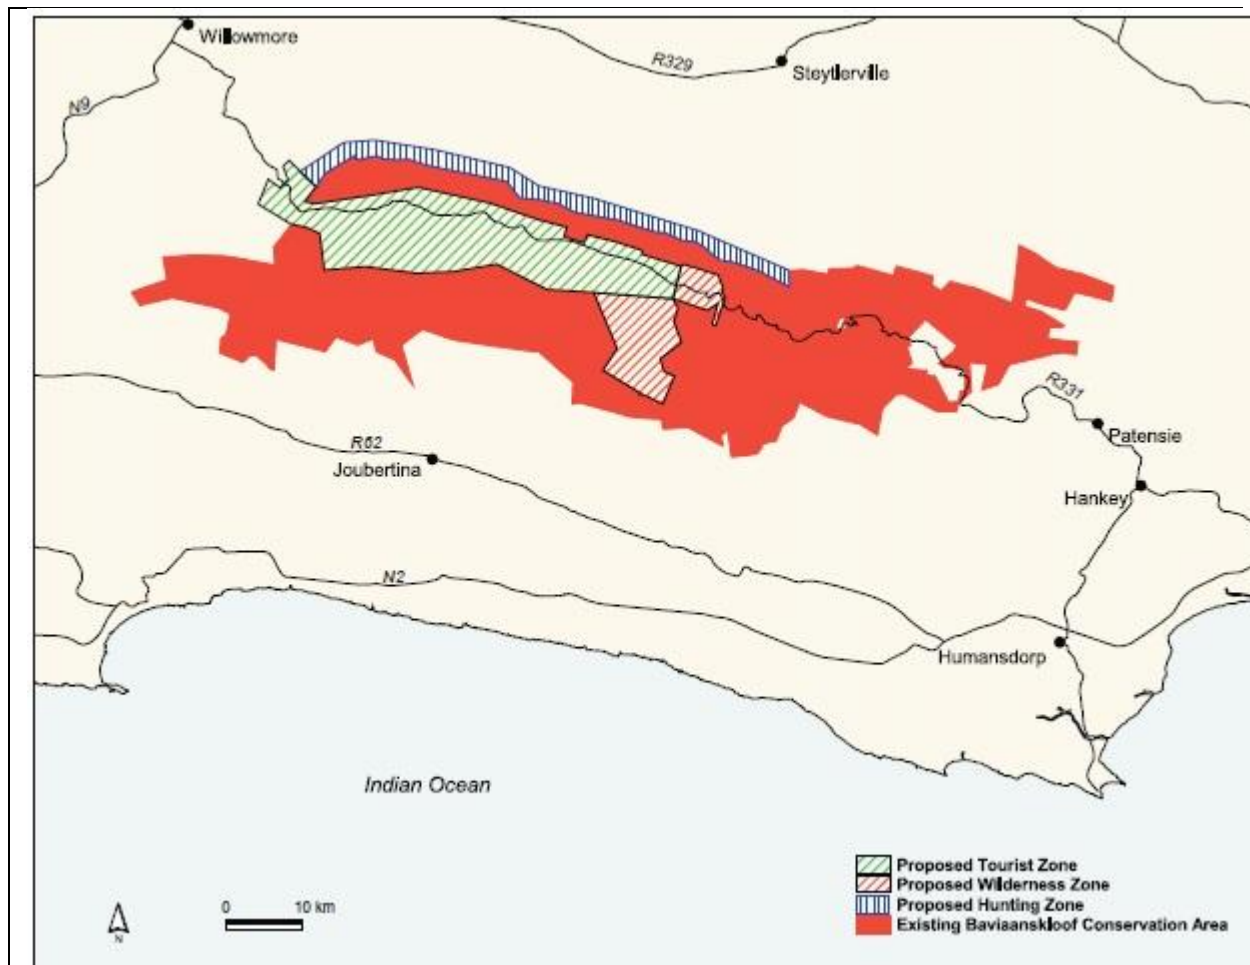 Willowmore
R329
Steytlerville
N9
R331
Patensie
R62
Joubertina
Hankey
N2
Humansdorp
Indian Ocean
Proposed Tourist Zone
Proposed Wilderness Zone
Proposed Hunting Zone
Existing Baviaanskloof Conservation Area
0 10 km
N